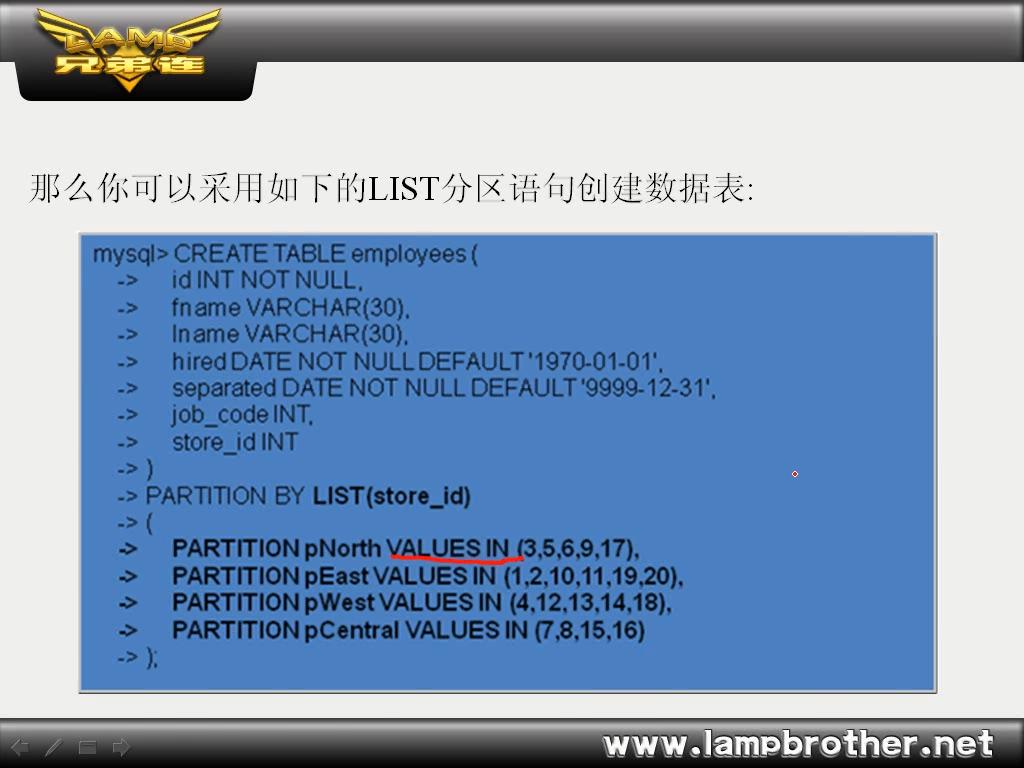 LAMP
兄弟连
那么你可以采用如下的LIST分区语句创建数据表:
mysql> CREATE TABLE employees (
-> id INT NOT NULL,
-> fname VARCHAR(30),
-> lname VARCHAR(30),
-> hired DATE NOT NULL DEFAULT '1970-01-01',
-> separated DATE NOT NULL DEFAULT '9999-12-31',
-> job_code INT,
-> store_id INT
-> )
-> PARTITION BY LIST(store_id)
-> (
-> PARTITION pNorth VALUES IN (3,5,6,9,17),
-> PARTITION pEast VALUES IN (1,2,10,11,19,20),
-> PARTITION pWest VALUES IN (4,12,13,14,18),
-> PARTITION pCentral VALUES IN (7,8,15,16)
-> );
www.lampbrother.net